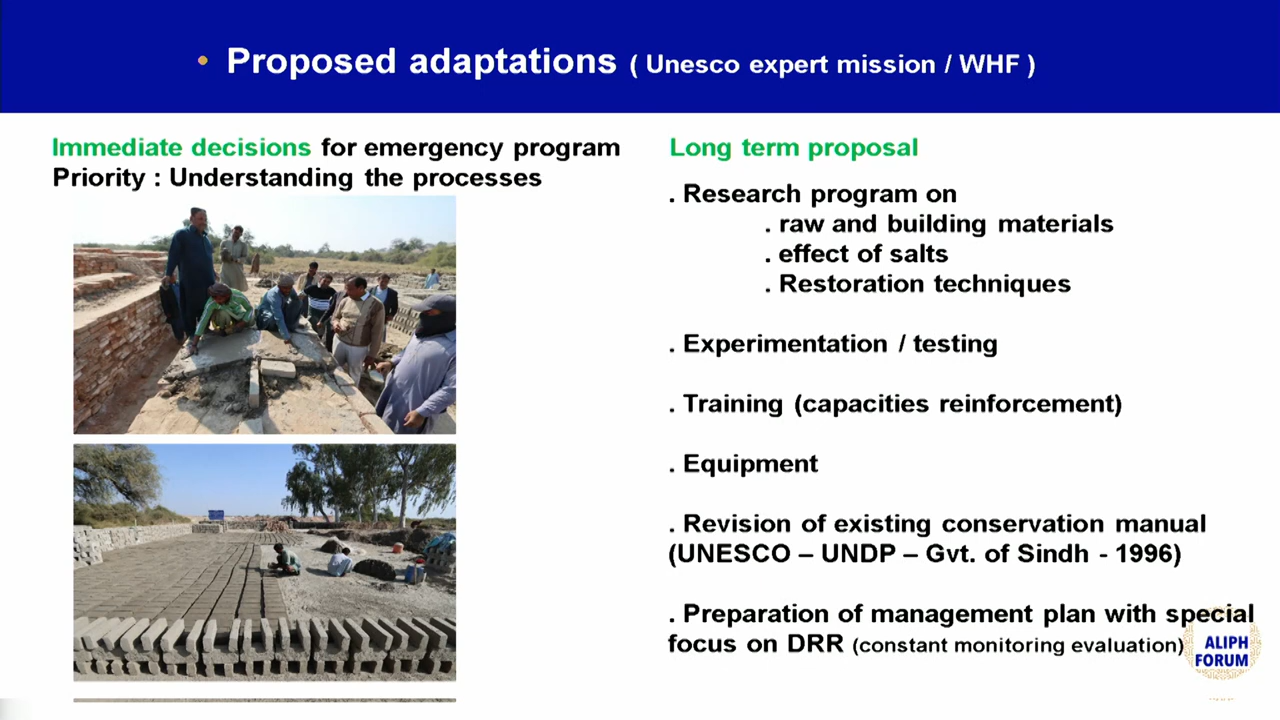 • Proposed adaptations ( Unesco expert mission / WHF )
Immediate decisions for emergency program
Priority : Understanding the processes
Long term proposal
. Research program on
. raw and building materials
. effect of salts
. Restoration techniques
. Experimentation / testing
. Training (capacities reinforcement)
. Equipment
. Revision of existing conservation manual
(UNESCO – UNDP – Gvt. of Sindh - 1996)
. Preparation of management plan with special
focus on DRR (constant monitoring evaluation)
ALIPH
FORUM